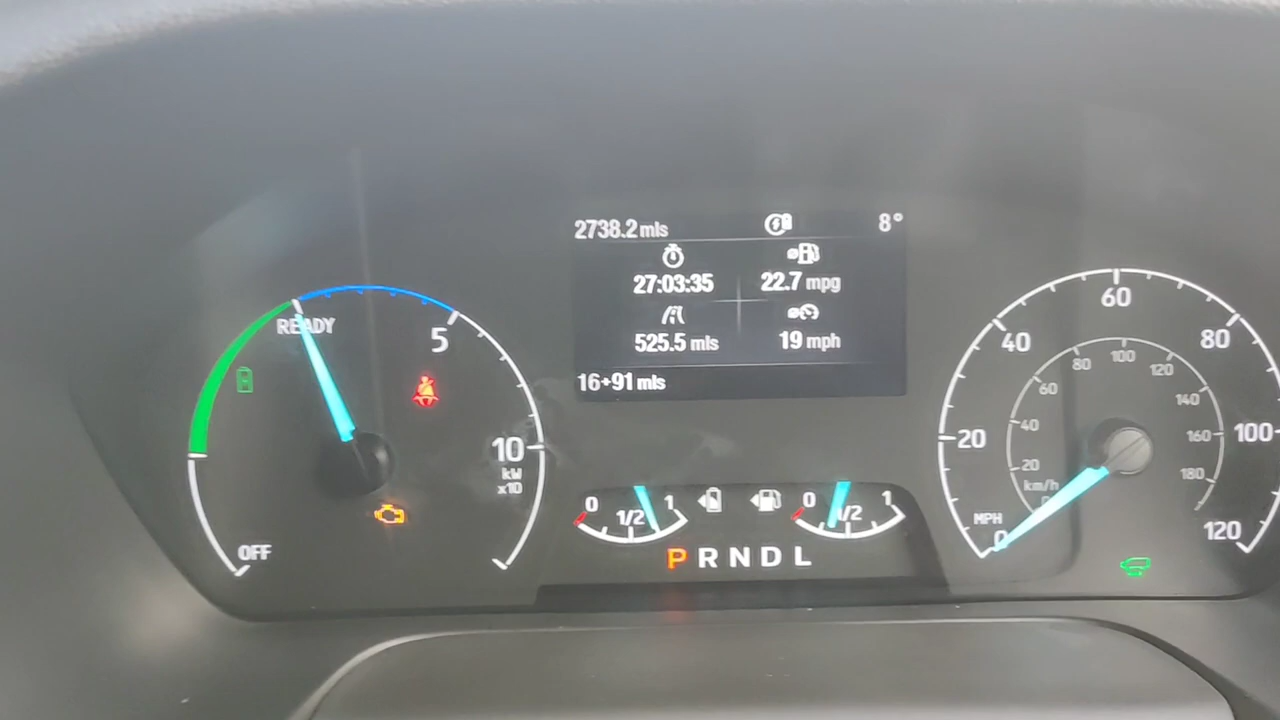 2738.2 mls 8°
27:03:35 22.7 mpg
525.5 mls 19 mph
16+91 mls
READY
5
10
kW
x10
OFF
0 1/2 1
0 1/2 1
P R N D L
0 20 40 60 80 100 120
MPH
0 20 40 60 80 100 120 140 160 180
km/h